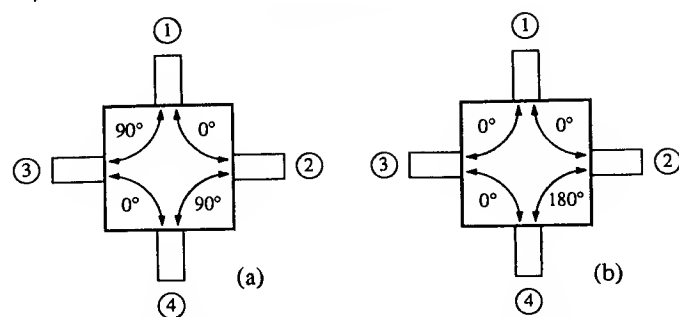 ① ①
90° 0° 0° 0°
③ ② ③ ②
0° 90° 0° 180°
(a) (b)
④ ④